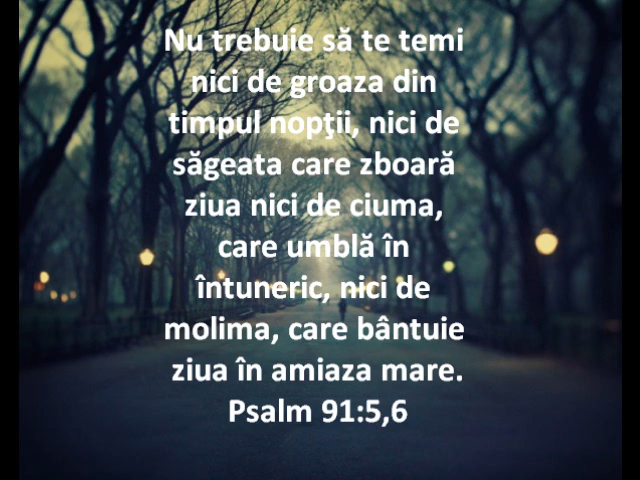 Nu trebuie să te temi
nici de groaza din
timpul nopţii, nici de
săgeata care zboară
ziua nici de ciuma,
care umblă în
întuneric, nici de
molima, care bântuie
ziua în amiaza mare.
Psalm 91:5,6